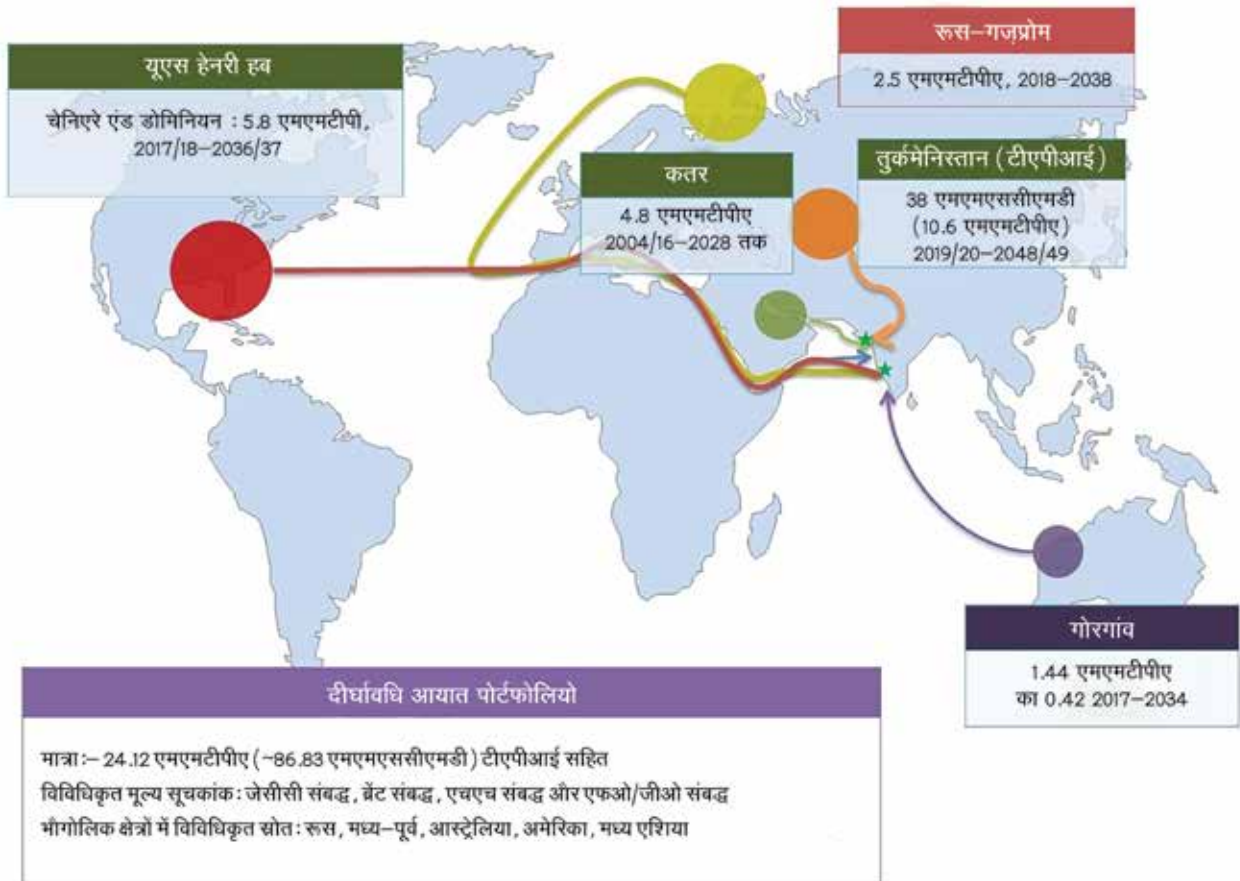 यूएस हेनरी हब
चेनिएरे एंड डोमिनियन : 5.8 एमएमटीपी,
2017/18–2036/37
रूस–गज़प्रोम
2.5 एमएमटीपीए, 2018–2038
कतर
4.8 एमएमटीपीए
2004/16–2028 तक
तुर्कमेनिस्तान (टीएपीआई)
38 एमएमएससीएमडी
(10.6 एमएमटीपीए)
2019/20–2048/49
गोरगांव
1.44 एमएमटीपीए
का 0.42 2017–2034
दीर्घावधि आयात पोर्टफोलियो
मात्रा:– 24.12 एमएमटीपीए (~86.83 एमएमएससीएमडी) टीएपीआई सहित
विविधिकृत मूल्य सूचकांक: जेसीसी संबद्ध, ब्रेंट संबद्ध, एचएच संबद्ध और एफओ/जीओ संबद्ध
भौगोलिक क्षेत्रों में विविधिकृत स्रोत: रूस, मध्य–पूर्व, आस्ट्रेलिया, अमेरिका, मध्य एशिया